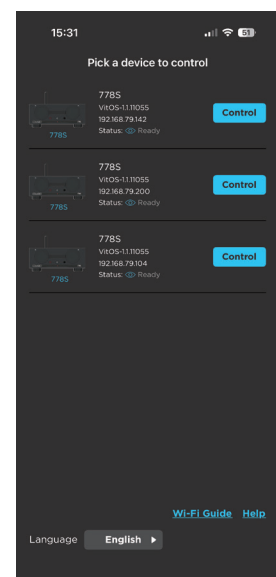 15:31
51
Pick a device to control
778S
VitOS-1.1.11055
192.168.79.142
Status: Ready
Control
778S
778S
VitOS-1.1.11055
192.168.79.200
Status: Ready
Control
778S
778S
VitOS-1.1.11055
192.168.79.104
Status: Ready
Control
778S
Wi-Fi Guide Help
Language English